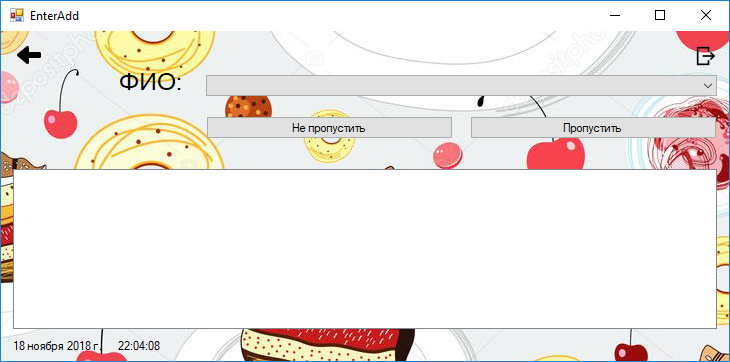 EnterAdd
ФИО:
Не пропустить
Пропустить
18 ноября 2018 г.
22:04:08